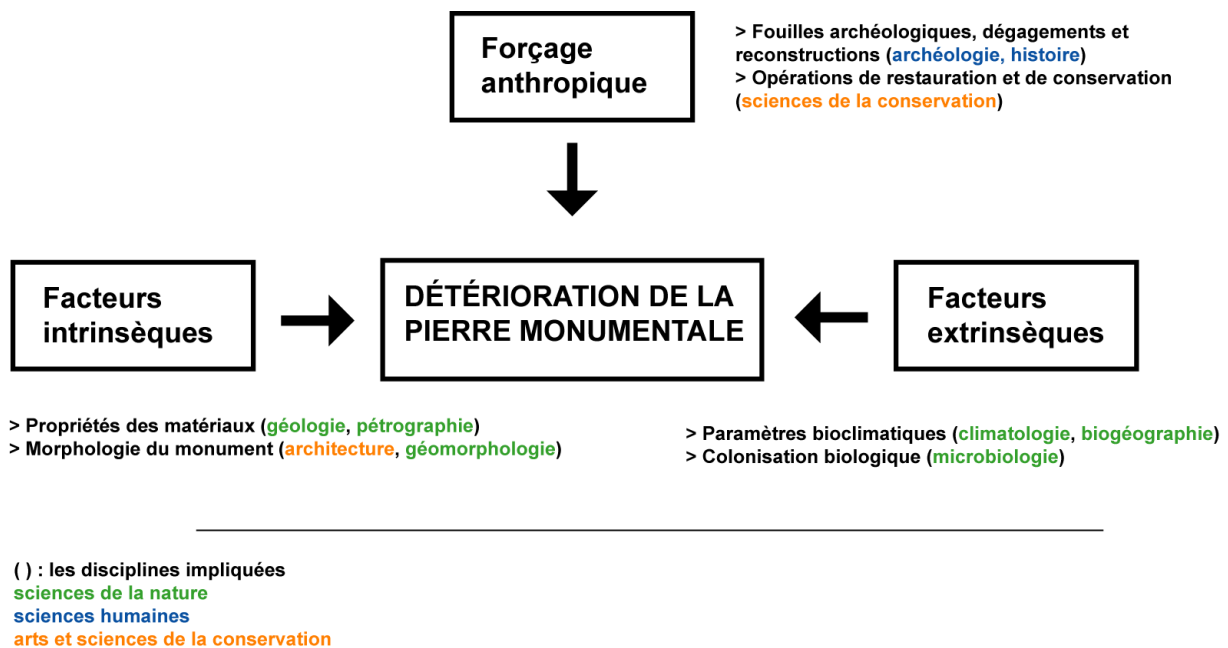 Forçage
anthropique
> Fouilles archéologiques, dégagements et
reconstructions (archéologie, histoire)
> Opérations de restauration et de conservation
(sciences de la conservation)
Facteurs
intrinsèques
DÉTÉRIORATION DE LA
PIERRE MONUMENTALE
Facteurs
extrinsèques
> Propriétés des matériaux (géologie, pétrographie)
> Morphologie du monument (architecture, géomorphologie)
> Paramètres bioclimatiques (climatologie, biogéographie)
> Colonisation biologique (microbiologie)
( ) : les disciplines impliquées
sciences de la nature
sciences humaines
arts et sciences de la conservation